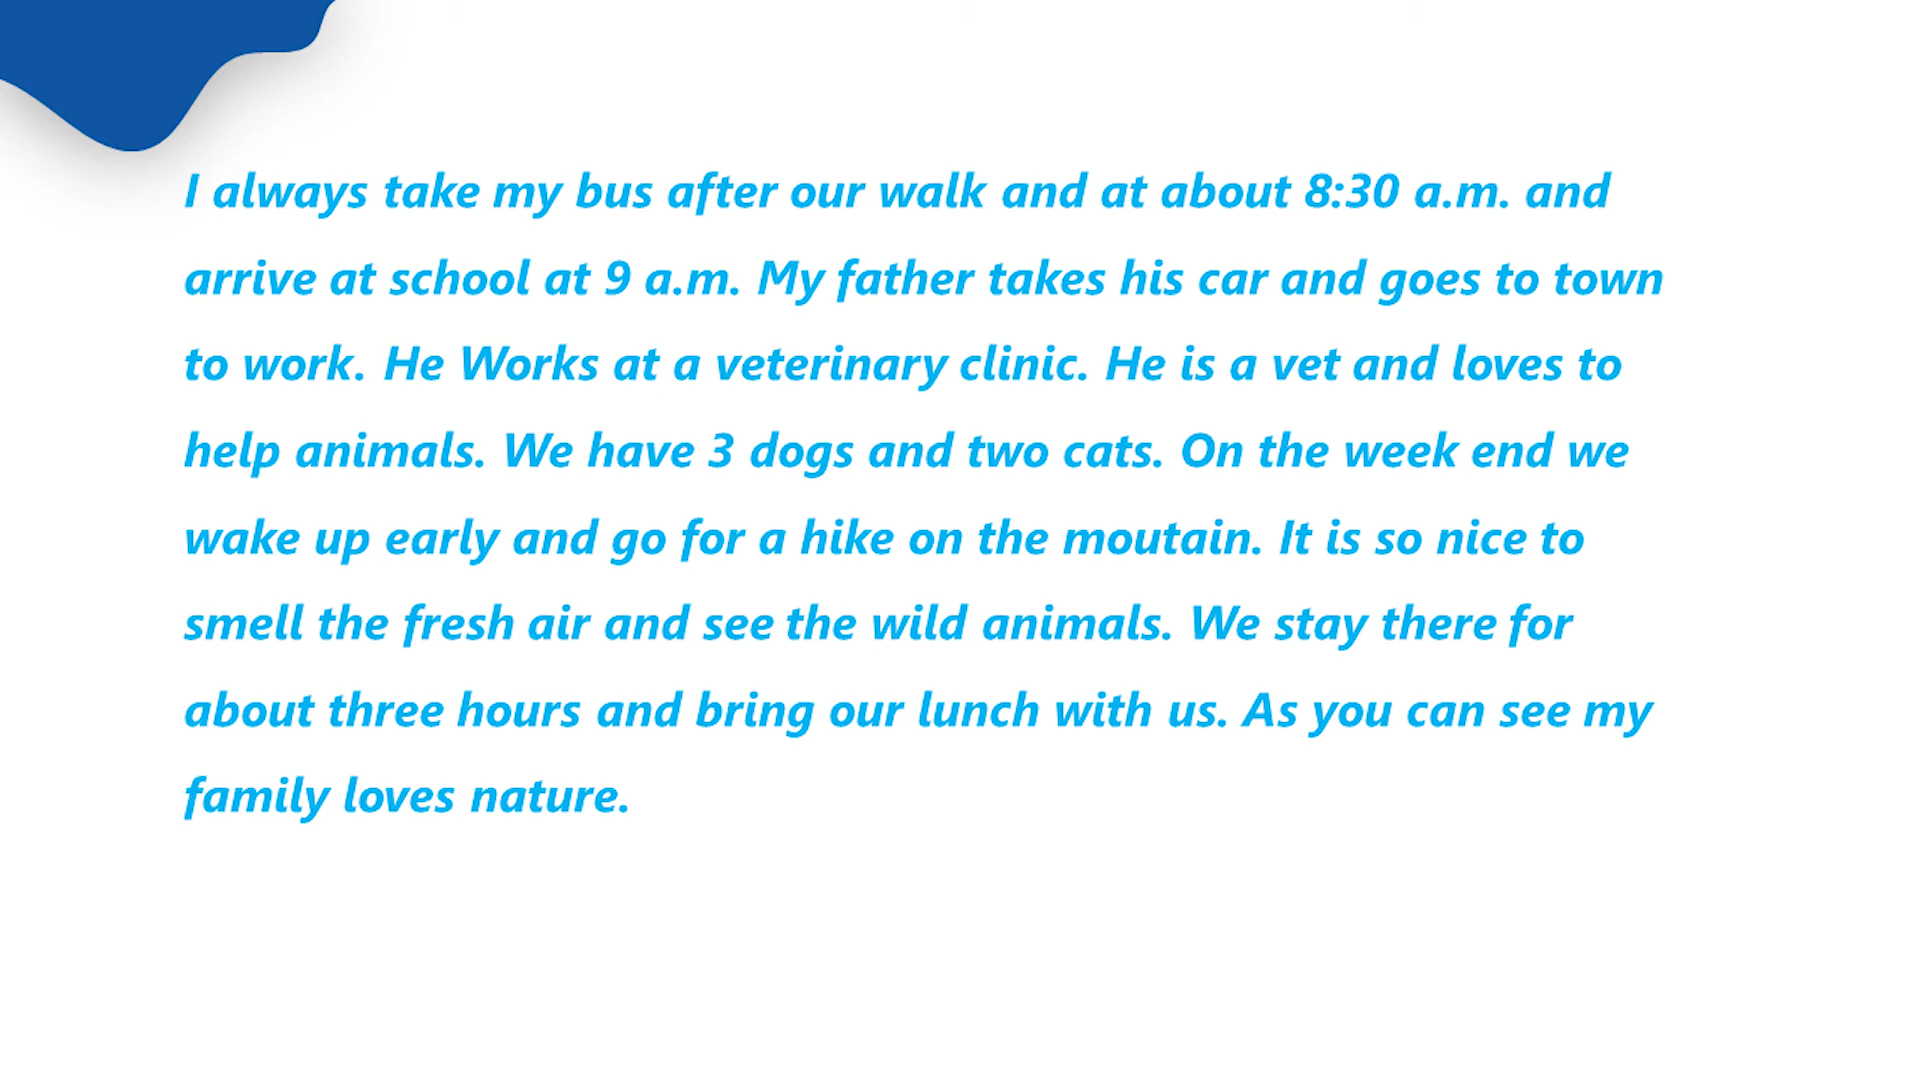 I always take my bus after our walk and at about 8:30 a.m. and
arrive at school at 9 a.m. My father takes his car and goes to town
to work. He Works at a veterinary clinic. He is a vet and loves to
help animals. We have 3 dogs and two cats. On the week end we
wake up early and go for a hike on the moutain. It is so nice to
smell the fresh air and see the wild animals. We stay there for
about three hours and bring our lunch with us. As you can see my
family loves nature.